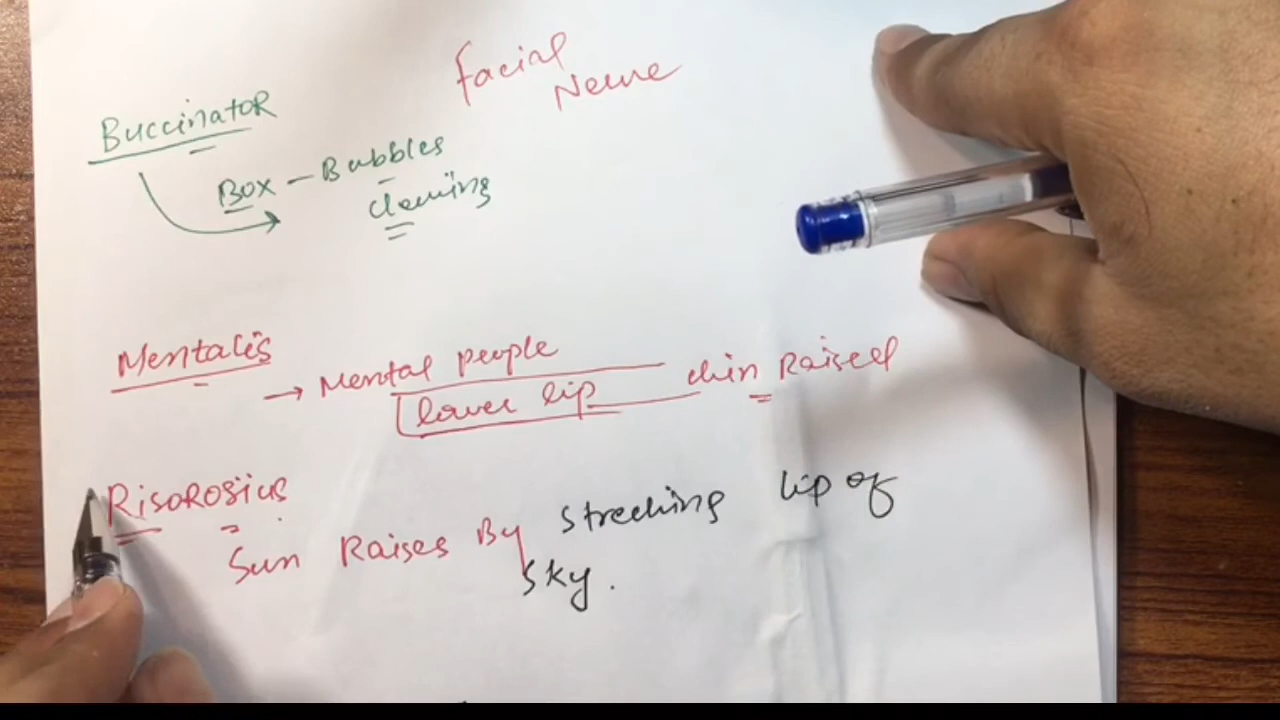 Facial
Nerve
Buccinator
Box - Bubbles
Mentalis
→ Mental people
lower lip
chin Raised
Risorosius
Sun Raises By streching lip of
sky.